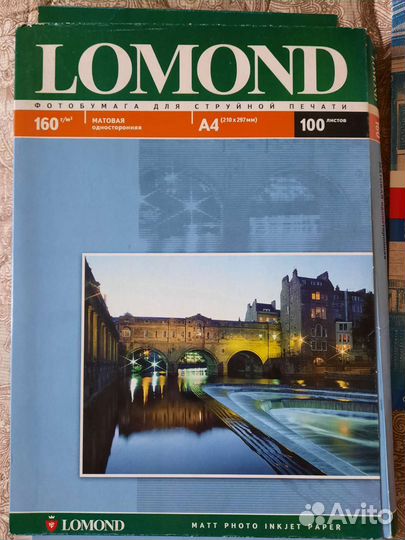 LOMOND
ФОТОБУМАГА ДЛЯ СТРУЙНОЙ ПЕЧАТИ
160 г/м² МАТОВАЯ односторонняя A4 (210 x 297 мм) 100 листов
LOMOND
MATT PHOTO INKJET PAPER
Avito